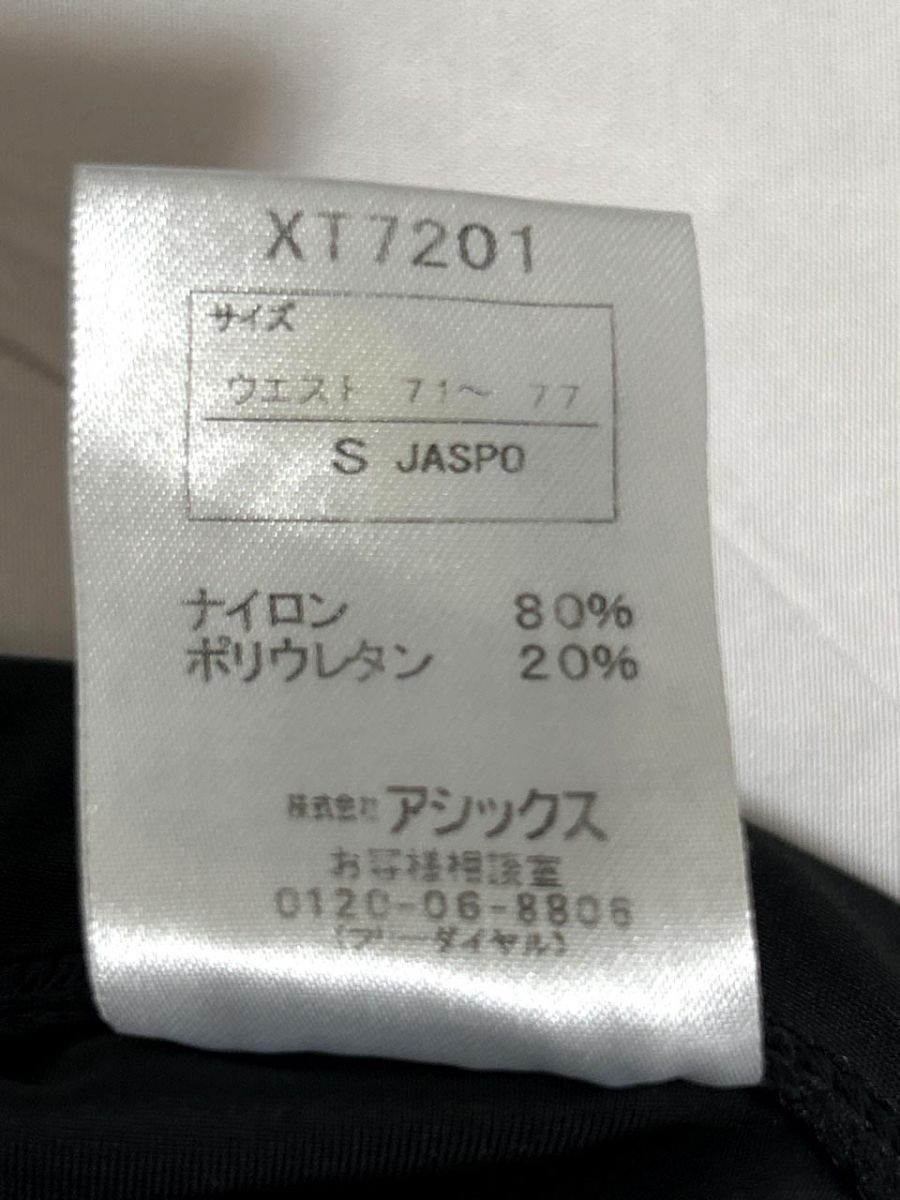 XT7201
サイズ
ウエスト 71～ 77
S JASPO
ナイロン 80%
ポリウレタン 20%
株式会社アシックス
お客様相談室
0120-06-8806
(フリーダイヤル)